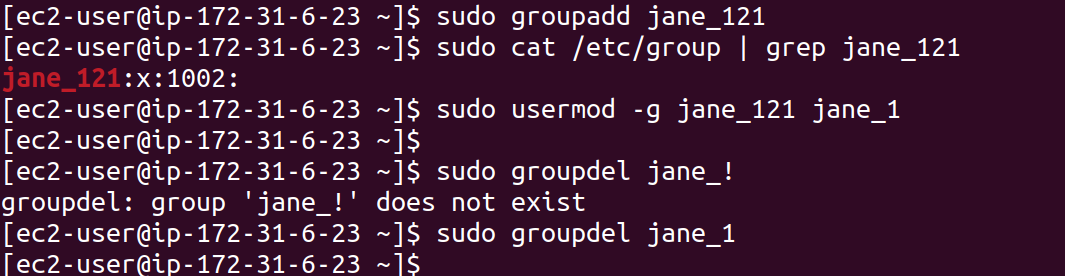 [ec2-user@ip-172-31-6-23 ~]$ sudo groupadd jane_121
[ec2-user@ip-172-31-6-23 ~]$ sudo cat /etc/group | grep jane_121
jane_121:x:1002:
[ec2-user@ip-172-31-6-23 ~]$ sudo usermod -g jane_121 jane_1
[ec2-user@ip-172-31-6-23 ~]$
[ec2-user@ip-172-31-6-23 ~]$ sudo groupdel jane_!
groupdel: group 'jane_!' does not exist
[ec2-user@ip-172-31-6-23 ~]$ sudo groupdel jane_1
[ec2-user@ip-172-31-6-23 ~]$